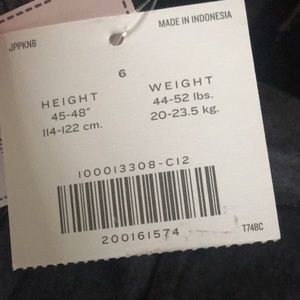 JPPKNB
MADE IN INDONESIA
6
HEIGHT
45-48"
114-122 cm.
WEIGHT
44-52 lbs.
20-23.5 kg.
100013308-C12
200161574
T74BC